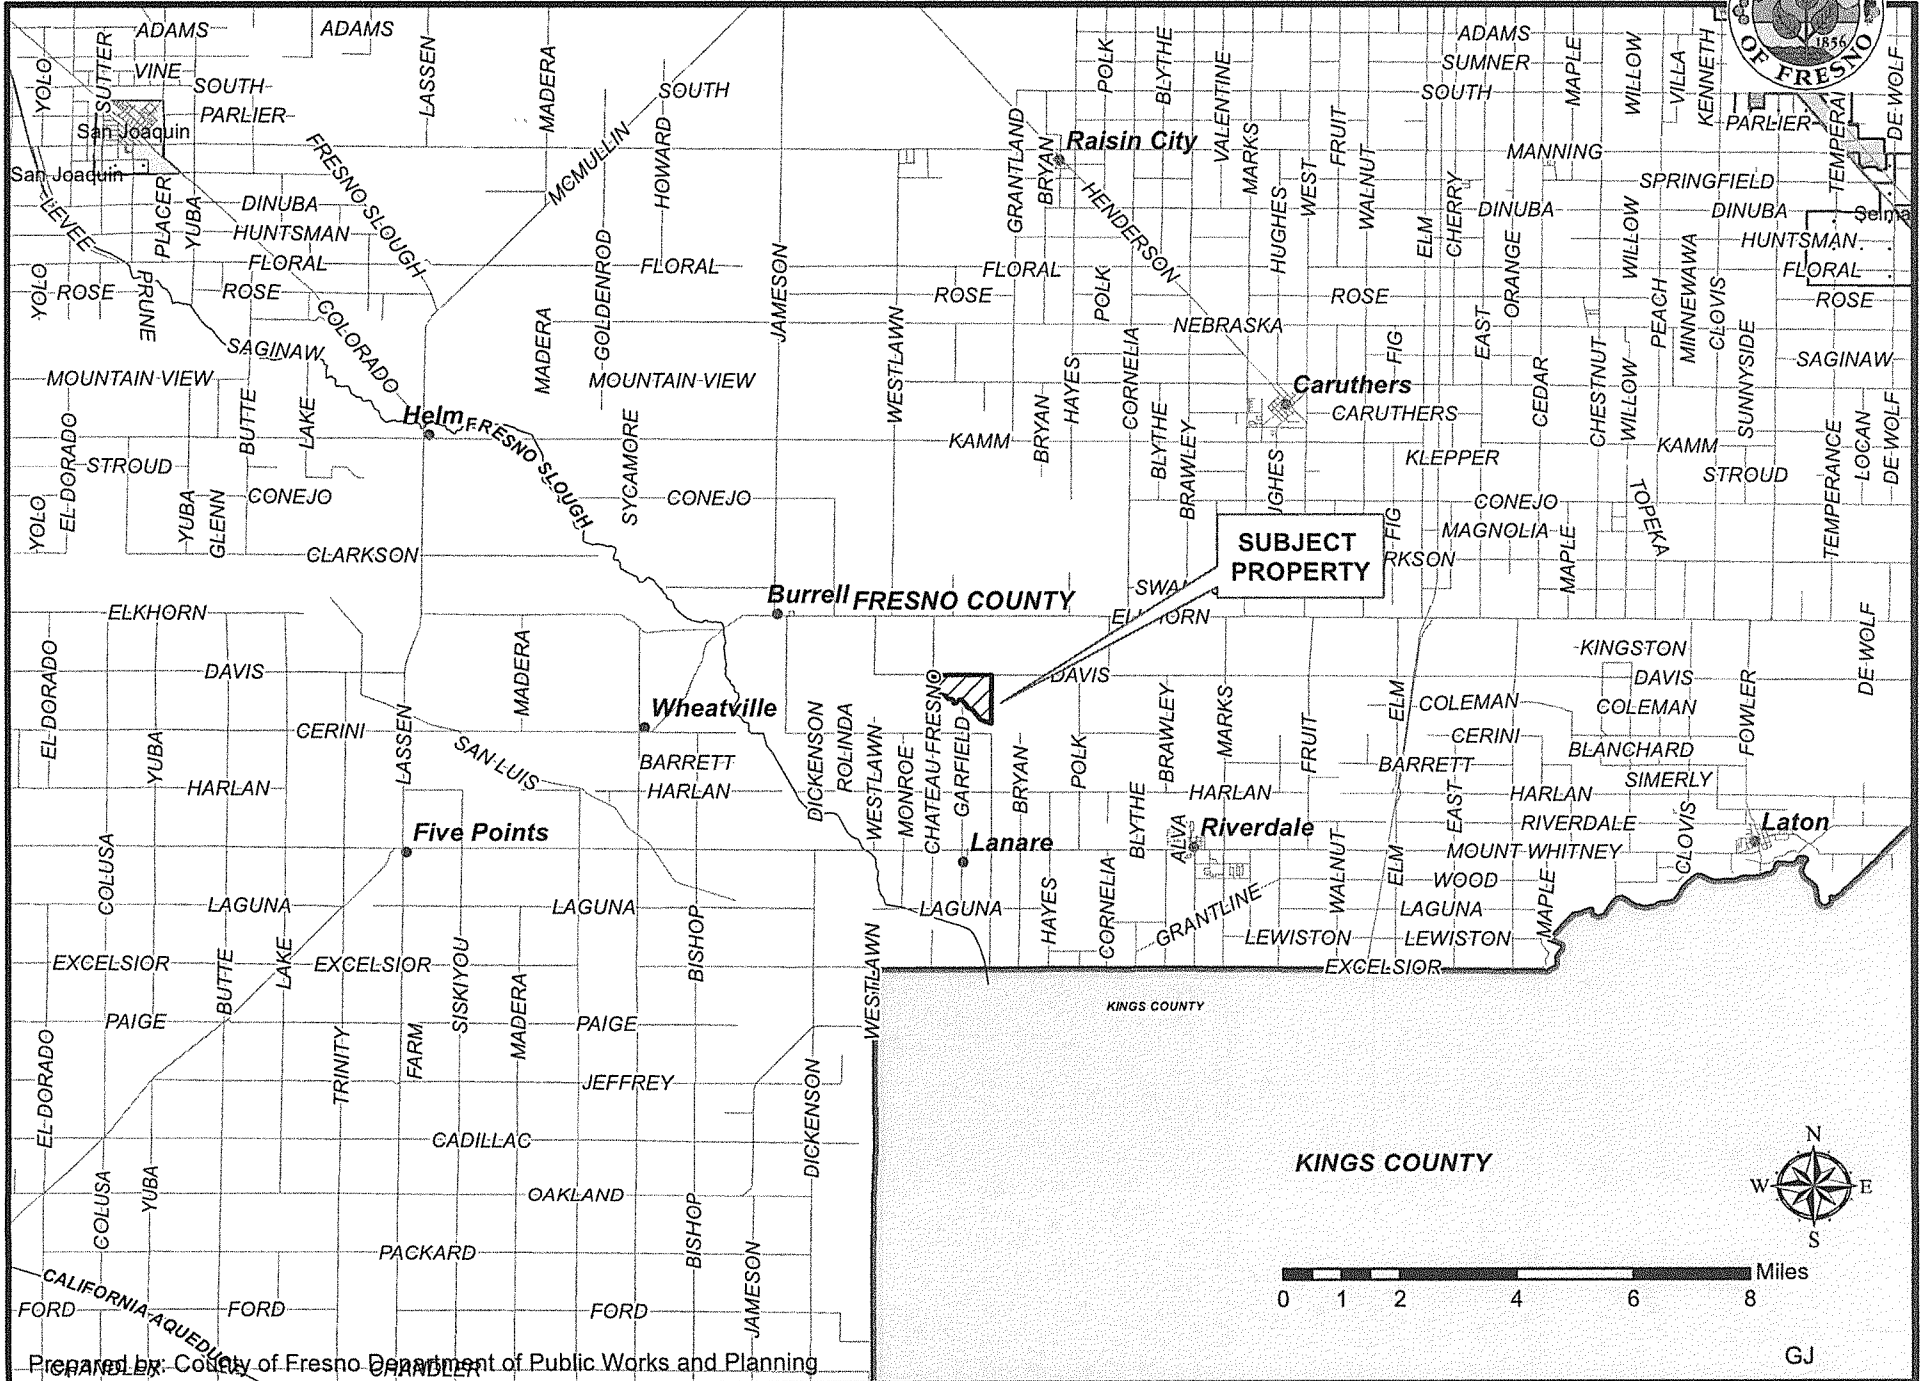 ADAMS
ADAMS
ADAMS
YOLO
SUTTER
VINE
SOUTH
PARLIER
LASSEN
MADERA
SOUTH
HOWARD
MCMULLIN
POLK
BLYTHE
VALENTINE
SUMNER
SOUTH
MAPLE
WILLOW
VILLA
KENNETH
1856
OF FRESNO
DE WOLF
PARLIER
San Joaquin
San Joaquin
FRESNO SLOUGH
GRANTLAND
BRYAN
Raisin City
MARKS
FRUIT
WEST
WALNUT
MANNING
SPRINGFIELD
LEVEE
PLACER
YUBA
DINUBA
HUNTSMAN
FLORAL
HENDERSON
HUGHES
ELM
CHERRY
DINUBA
ORANGE
WILLOW
DINUBA
Selma
HUNTSMAN
FLORAL
ROSE
YOLO
ROSE
PRUNE
ROSE
COLORADO
GOLDENROD
FLORAL
JAMESON
FLORAL
ROSE
POLK
ROSE
NEBRASKA
PEACH
MINNEWAWA
CLOVIS
SUNNYSIDE
SAGINAW
SAGINAW
MOUNTAIN VIEW
MADERA
MOUNTAIN VIEW
WESTLAWN
HAYES
CORNELIA
FIG
EAST
CEDAR
CHESTNUT
WILLOW
Caruthers
CARUTHERS
EL DORADO
BUTTE
LAKE
Helm
FRESNO SLOUGH
SYCAMORE
KAMM
BRYAN
BLYTHE
BRAWLEY
KLEPPER
KAMM
STROUD
TEMPERANCE
LOCAN
DE WOLF
STROUD
YOLO
YUBA
GLENN
CONEJO
CONEJO
CONEJO
MAGNOLIA
FIG
MAPLE
TOPEKA
CLARKSON
SUBJECT
PROPERTY
Burrell
FRESNO COUNTY
ELKHORN
EL DORADO
DAVIS
MADERA
DAVIS
KINGSTON
DAVIS
DE WOLF
Wheatville
CERINI
YUBA
LASSEN
SAN LUIS
BARRETT
HARLAN
HARLAN
DICKENSON
ROLINDA
WESTLAWN
MONROE
CHATEAU FRESNO
GARFIELD
BRYAN
POLK
BRAWLEY
MARKS
FRUIT
ELM
COLEMAN
COLEMAN
CERINI
BLANCHARD
FOWLER
BARRETT
SIMERLY
HARLAN
EAST
HARLAN
Five Points
Lanare
BLYTHE
ALVA
Riverdale
RIVERDALE
CLOVIS
Laton
MOUNT WHITNEY
COLUSA
LAGUNA
LAGUNA
BISHOP
LAGUNA
HAYES
CORNELIA
GRANTLINE
WALNUT
ELM
WOOD
LAGUNA
MAPLE
LEWISTON
LEWISTON
EXCELSIOR
EXCELSIOR
BUTTE
LAKE
EXCELSIOR
SISKIYOU
MADERA
WESTLAWN
KINGS COUNTY
PAIGE
PAIGE
EL DORADO
TRINITY
FARM
JEFFREY
DICKENSON
CADILLAC
COLUSA
YUBA
OAKLAND
BISHOP
KINGS COUNTY
N
W
E
S
PACKARD
JAMESON
CALIFORNIA AQUEDUCT
FORD
FORD
FORD
Miles
0 1 2 4 6 8
CHANDLER
CHANDLER
Prepared by: County of Fresno Department of Public Works and Planning
GJ